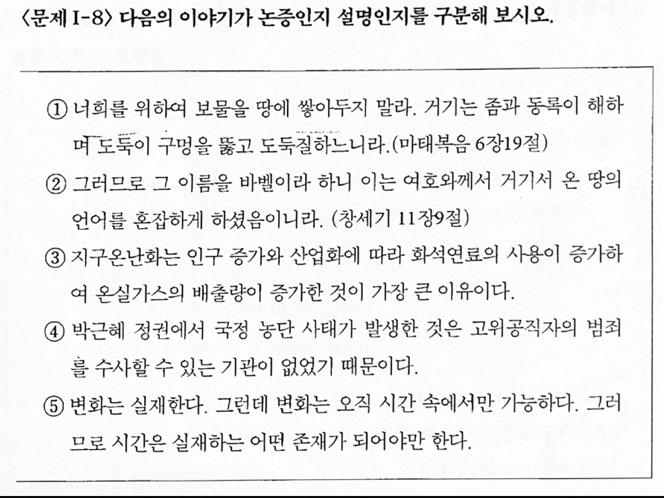 <문제 I-8> 다음의 이야기가 논증인지 설명인지를 구분해 보시오.
① 너희를 위하여 보물을 땅에 쌓아두지 말라. 거기는 좀과 동록이 해하
며 도둑이 구멍을 뚫고 도둑질하느니라.(마태복음 6장19절)
② 그러므로 그 이름을 바벨이라 하니 이는 여호와께서 거기서 온 땅의
언어를 혼잡하게 하셨음이니라. (창세기 11장9절)
③ 지구온난화는 인구 증가와 산업화에 따라 화석연료의 사용이 증가하
여 온실가스의 배출량이 증가한 것이 가장 큰 이유이다.
④ 박근혜 정권에서 국정 농단 사태가 발생한 것은 고위공직자의 범죄
를 수사할 수 있는 기관이 없었기 때문이다.
⑤ 변화는 실재한다. 그런데 변화는 오직 시간 속에서만 가능하다. 그러
므로 시간은 실재하는 어떤 존재가 되어야만 한다.